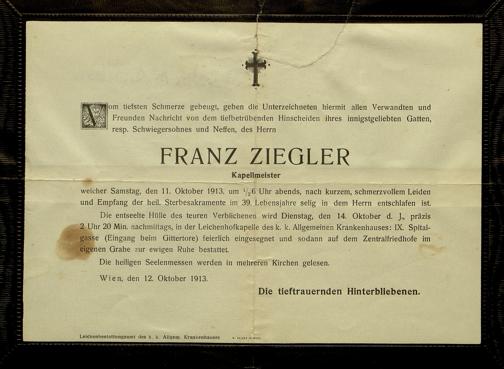 Vom tiefsten Schmerze gebeugt, geben die Unterzeichneten hiermit allen Verwandten und
Freunden Nachricht von dem tiefbetrübenden Hinscheiden ihres innigstgeliebten Gatten,
resp. Schwiegersohnes und Neffen, des Herrn
FRANZ ZIEGLER
Kapellmeister
welcher Samstag, den 11. Oktober 1913, um ½6 Uhr abends, nach kurzem, schmerzvollem Leiden
und Empfang der heil. Sterbesakramente im 39. Lebensjahre selig in dem Herrn entschlafen ist.
Die entseelte Hülle des teuren Verblichenen wird Dienstag, den 14. Oktober d. J., präzis
2 Uhr 20 Min. nachmittags, in der Leichenhofkapelle des k. k. Allgemeinen Krankenhauses: IX. Spital-
gasse (Eingang beim Gittertore) feierlich eingesegnet und sodann auf dem Zentralfriedhofe im
eigenen Grabe zur ewigen Ruhe bestattet.
Die heiligen Seelenmessen werden in mehreren Kirchen gelesen.
Wien, den 12. Oktober 1913.
Die tieftrauernden Hinterbliebenen.
Leichenbestattungsamt des k. k. Allgem. Krankenhauses